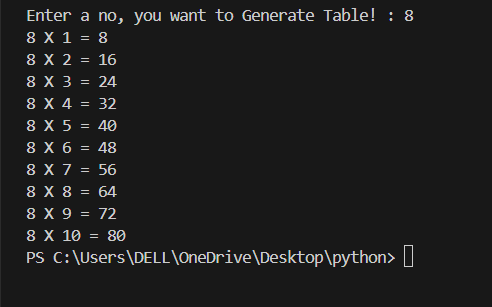 Enter a no, you want to Generate Table! : 8
8 X 1 = 8
8 X 2 = 16
8 X 3 = 24
8 X 4 = 32
8 X 5 = 40
8 X 6 = 48
8 X 7 = 56
8 X 8 = 64
8 X 9 = 72
8 X 10 = 80
PS C:\Users\DELL\OneDrive\Desktop\python>